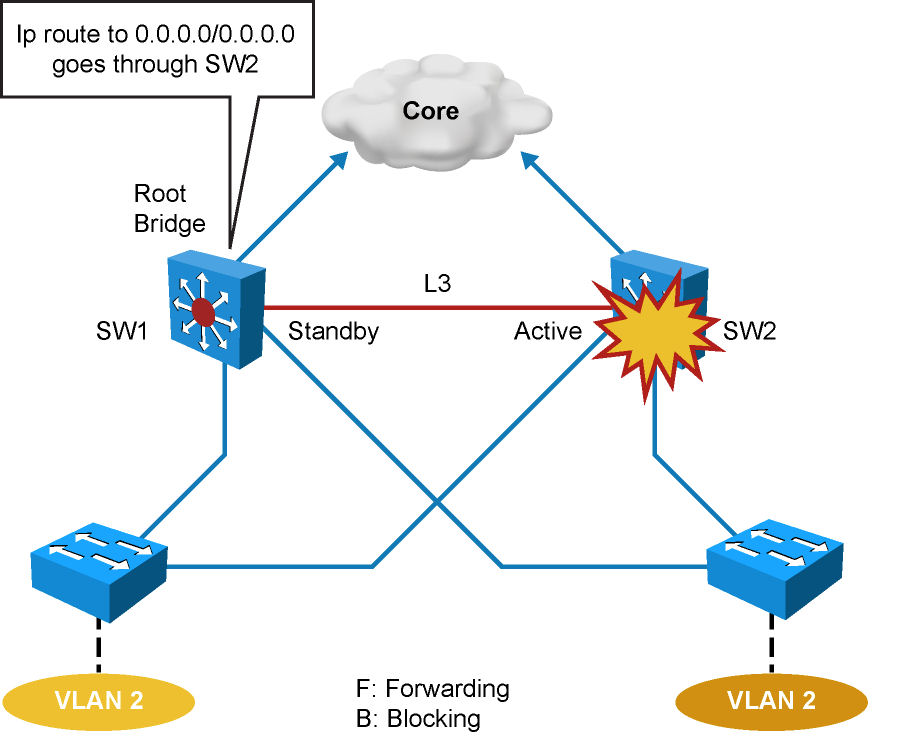 Ip route to 0.0.0.0/0.0.0.0
goes through SW2
Core
Root
Bridge
L3
SW1
Standby
Active
SW2
VLAN 2
F: Forwarding
B: Blocking
VLAN 2